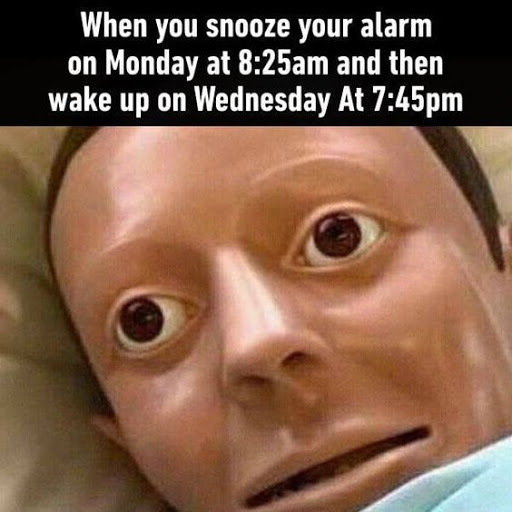 When you snooze your alarm
on Monday at 8:25am and then
wake up on Wednesday At 7:45pm